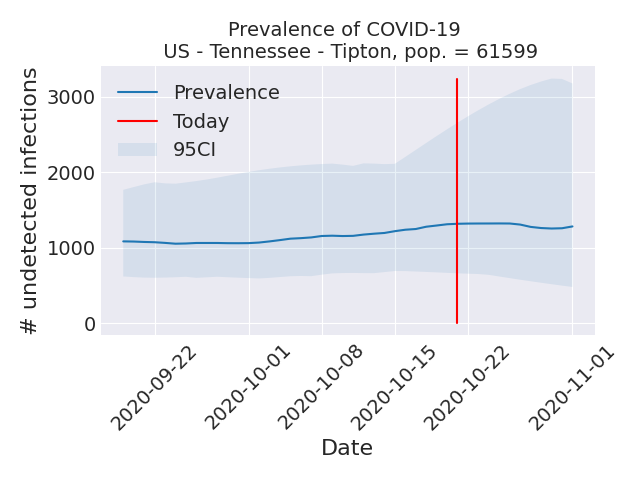 Prevalence of COVID-19
US - Tennessee - Tipton, pop. = 61599
Prevalence
Today
95CI
# undetected infections
3000
2000
1000
0
2020-09-22
2020-10-01
2020-10-08
2020-10-15
2020-10-22
2020-11-01
Date